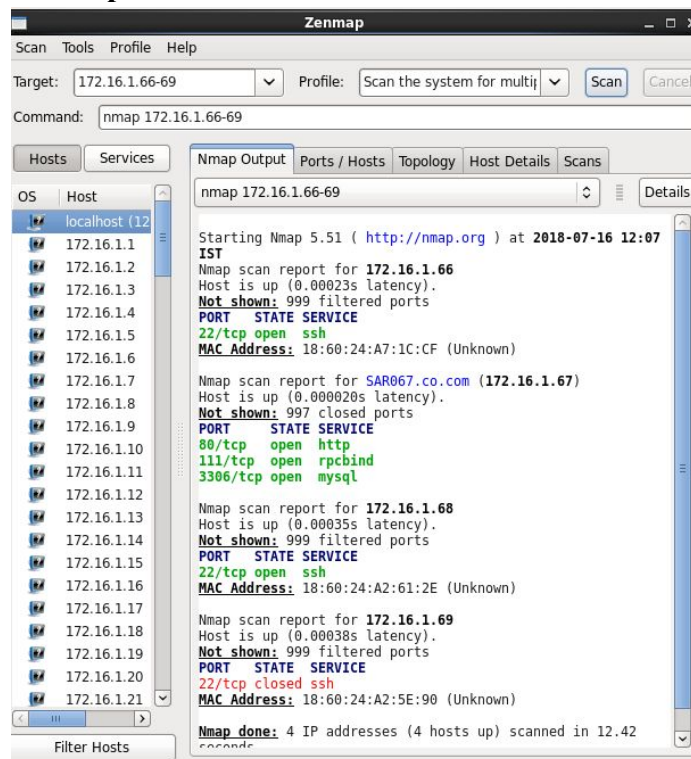 Zenmap
Scan Tools Profile Help
Target: 172.16.1.66-69 Profile: Scan the system for multip Scan Cancel
Command: nmap 172.16.1.66-69
Hosts Services
OS Host
localhost (12
172.16.1.1
172.16.1.2
172.16.1.3
172.16.1.4
172.16.1.5
172.16.1.6
172.16.1.7
172.16.1.8
172.16.1.9
172.16.1.10
172.16.1.11
172.16.1.12
172.16.1.13
172.16.1.14
172.16.1.15
172.16.1.16
172.16.1.17
172.16.1.18
172.16.1.19
172.16.1.20
172.16.1.21
Filter Hosts
Nmap Output Ports / Hosts Topology Host Details Scans
nmap 172.16.1.66-69 Details
Starting Nmap 5.51 ( http://nmap.org ) at 2018-07-16 12:07
IST
Nmap scan report for 172.16.1.66
Host is up (0.00023s latency).
Not shown: 999 filtered ports
PORT STATE SERVICE
22/tcp open ssh
MAC Address: 18:60:24:A7:1C:CF (Unknown)
Nmap scan report for SAR067.co.com (172.16.1.67)
Host is up (0.000020s latency).
Not shown: 997 closed ports
PORT STATE SERVICE
80/tcp open http
111/tcp open rpcbind
3306/tcp open mysql
Nmap scan report for 172.16.1.68
Host is up (0.00035s latency).
Not shown: 999 filtered ports
PORT STATE SERVICE
22/tcp open ssh
MAC Address: 18:60:24:A2:61:2E (Unknown)
Nmap scan report for 172.16.1.69
Host is up (0.00038s latency).
Not shown: 999 filtered ports
PORT STATE SERVICE
22/tcp closed ssh
MAC Address: 18:60:24:A2:5E:90 (Unknown)
Nmap done: 4 IP addresses (4 hosts up) scanned in 12.42
seconds